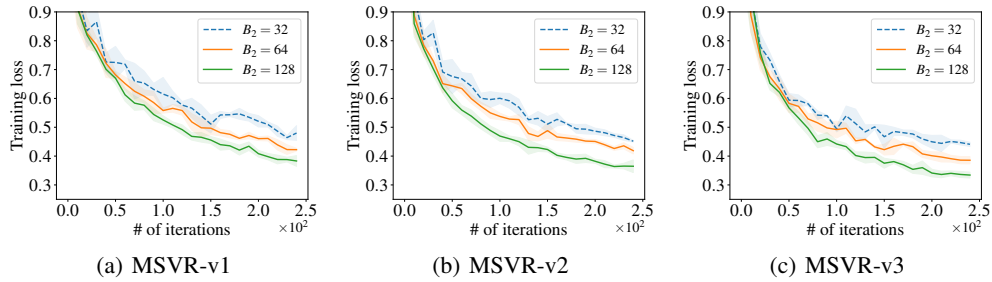 Training loss
0.9
0.8
0.7
0.6
0.5
0.4
0.3
B₂ = 32
B₂ = 64
B₂ = 128
0.0 0.5 1.0 1.5 2.0 2.5
# of iterations ×10²
(a) MSVR-v1
Training loss
0.9
0.8
0.7
0.6
0.5
0.4
0.3
B₂ = 32
B₂ = 64
B₂ = 128
0.0 0.5 1.0 1.5 2.0 2.5
# of iterations ×10²
(b) MSVR-v2
Training loss
0.9
0.8
0.7
0.6
0.5
0.4
0.3
B₂ = 32
B₂ = 64
B₂ = 128
0.0 0.5 1.0 1.5 2.0 2.5
# of iterations ×10²
(c) MSVR-v3